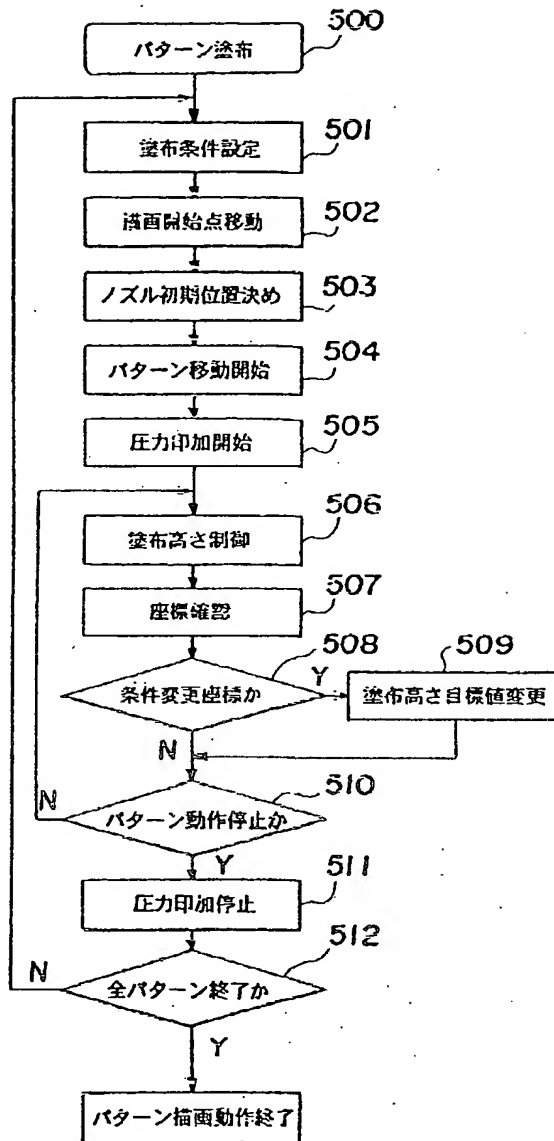 パターン塗布
500
塗布条件設定
501
描画開始点移動
502
ノズル初期位置決め
503
パターン移動開始
504
圧力印加開始
505
塗布高さ制御
506
座標確認
507
条件変更座標か
508
Y
塗布高さ目標値変更
509
N
パターン動作停止か
510
N
Y
圧力印加停止
511
全パターン終了か
512
N
Y
パターン描画動作終了